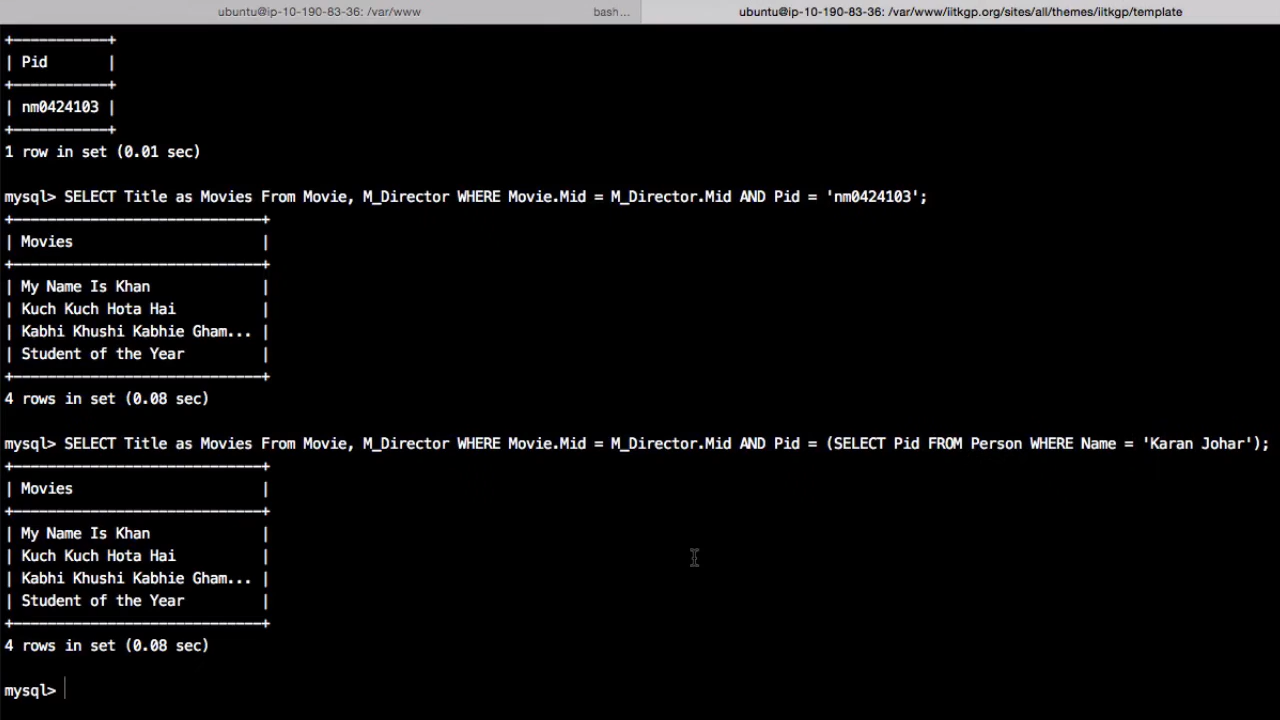 ubuntu@ip-10-190-83-36: /var/www bash... ubuntu@ip-10-190-83-36: /var/www/iitkgp.org/sites/all/themes/iitkgp/template
+-----------+
| Pid |
+-----------+
| nm0424103 |
+-----------+
1 row in set (0.01 sec)
mysql> SELECT Title as Movies From Movie, M_Director WHERE Movie.Mid = M_Director.Mid AND Pid = 'nm0424103';
+-----------------------------+
| Movies |
+-----------------------------+
| My Name Is Khan |
| Kuch Kuch Hota Hai |
| Kabhi Khushi Kabhie Gham... |
| Student of the Year |
+-----------------------------+
4 rows in set (0.08 sec)
mysql> SELECT Title as Movies From Movie, M_Director WHERE Movie.Mid = M_Director.Mid AND Pid = (SELECT Pid FROM Person WHERE Name = 'Karan Johar');
+-----------------------------+
| Movies |
+-----------------------------+
| My Name Is Khan |
| Kuch Kuch Hota Hai |
| Kabhi Khushi Kabhie Gham... |
| Student of the Year |
+-----------------------------+
4 rows in set (0.08 sec)
mysql>